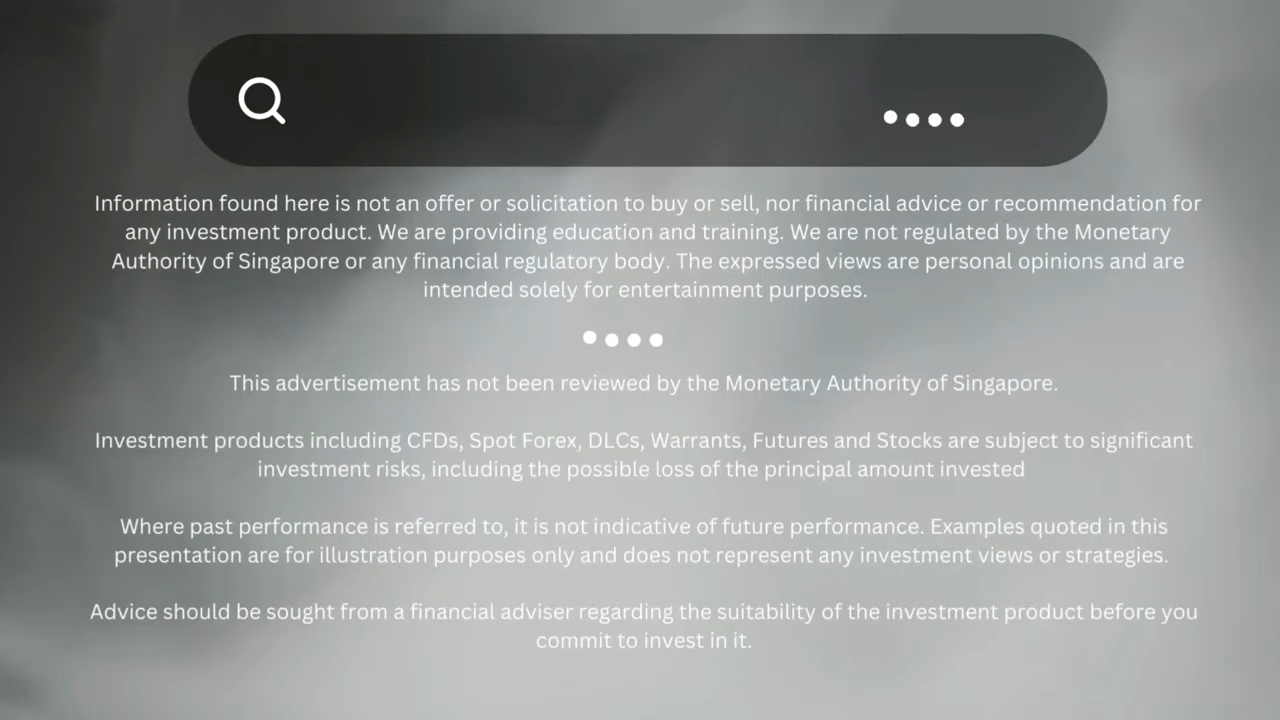 Information found here is not an offer or solicitation to buy or sell, nor financial advice or recommendation for
any investment product. We are providing education and training. We are not regulated by the Monetary
Authority of Singapore or any financial regulatory body. The expressed views are personal opinions and are
intended solely for entertainment purposes.
This advertisement has not been reviewed by the Monetary Authority of Singapore.
Investment products including CFDs, Spot Forex, DLCs, Warrants, Futures and Stocks are subject to significant
investment risks, including the possible loss of the principal amount invested
Where past performance is referred to, it is not indicative of future performance. Examples quoted in this
presentation are for illustration purposes only and does not represent any investment views or strategies.
Advice should be sought from a financial adviser regarding the suitability of the investment product before you
commit to invest in it.